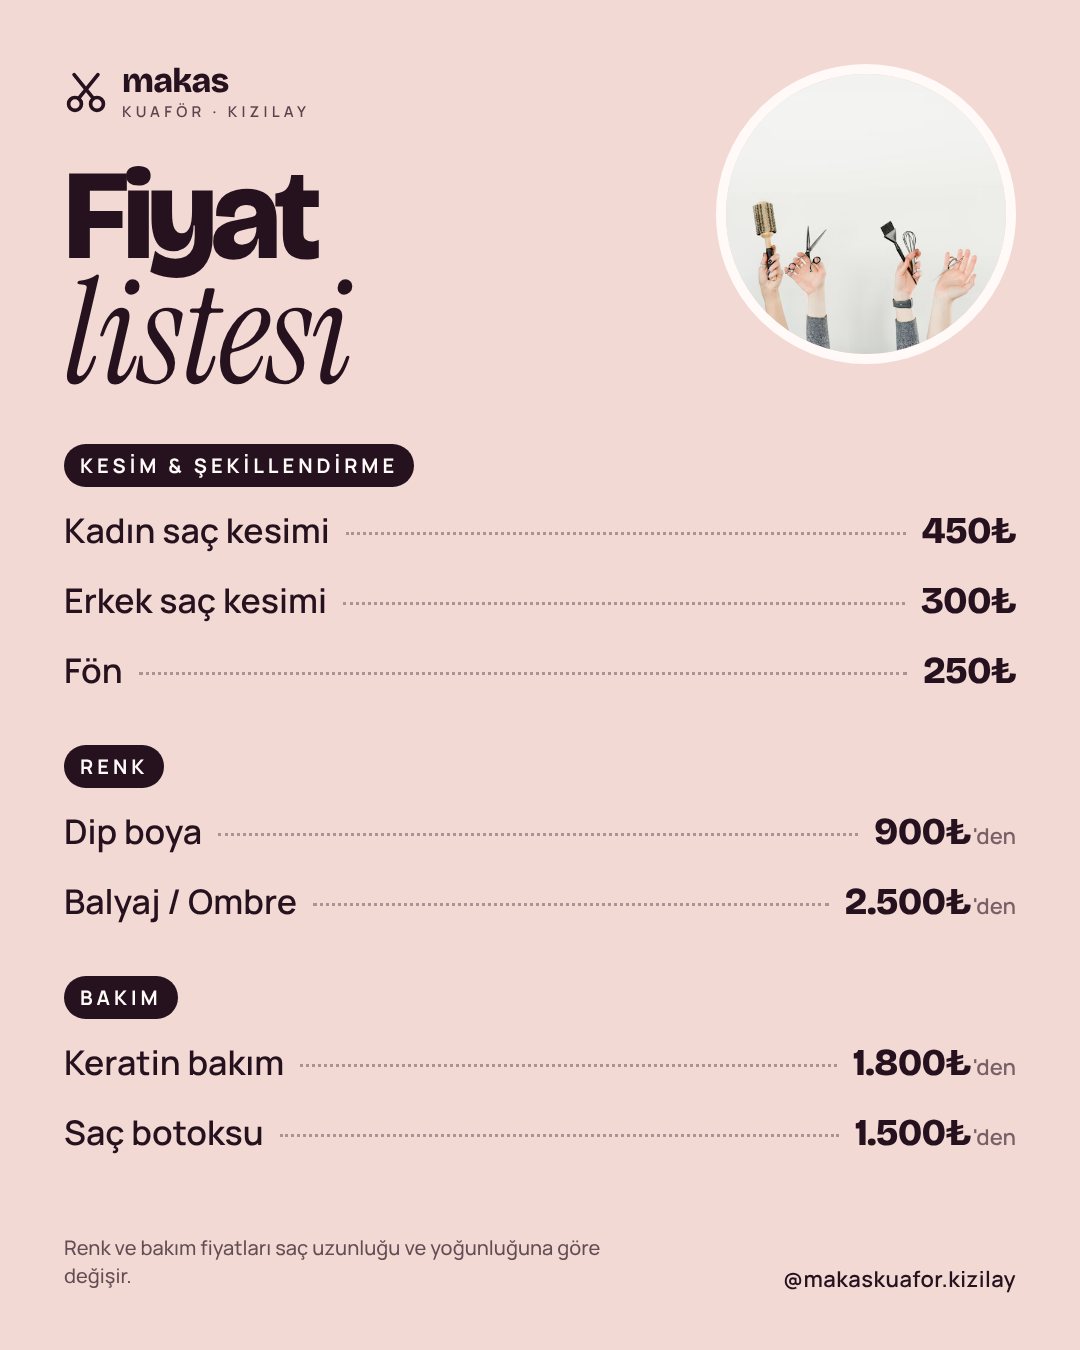 makas
KUAFÖR · KIZILAY
Fiyat
listesi
KESİM & ŞEKİLLENDİRME
Kadın saç kesimi 450₺
Erkek saç kesimi 300₺
Fön 250₺
RENK
Dip boya 900₺'den
Balyaj / Ombre 2.500₺'den
BAKIM
Keratin bakım 1.800₺'den
Saç botoksu 1.500₺'den
Renk ve bakım fiyatları saç uzunluğu ve yoğunluğuna göre
değişir.
@makaskuafor.kizilay